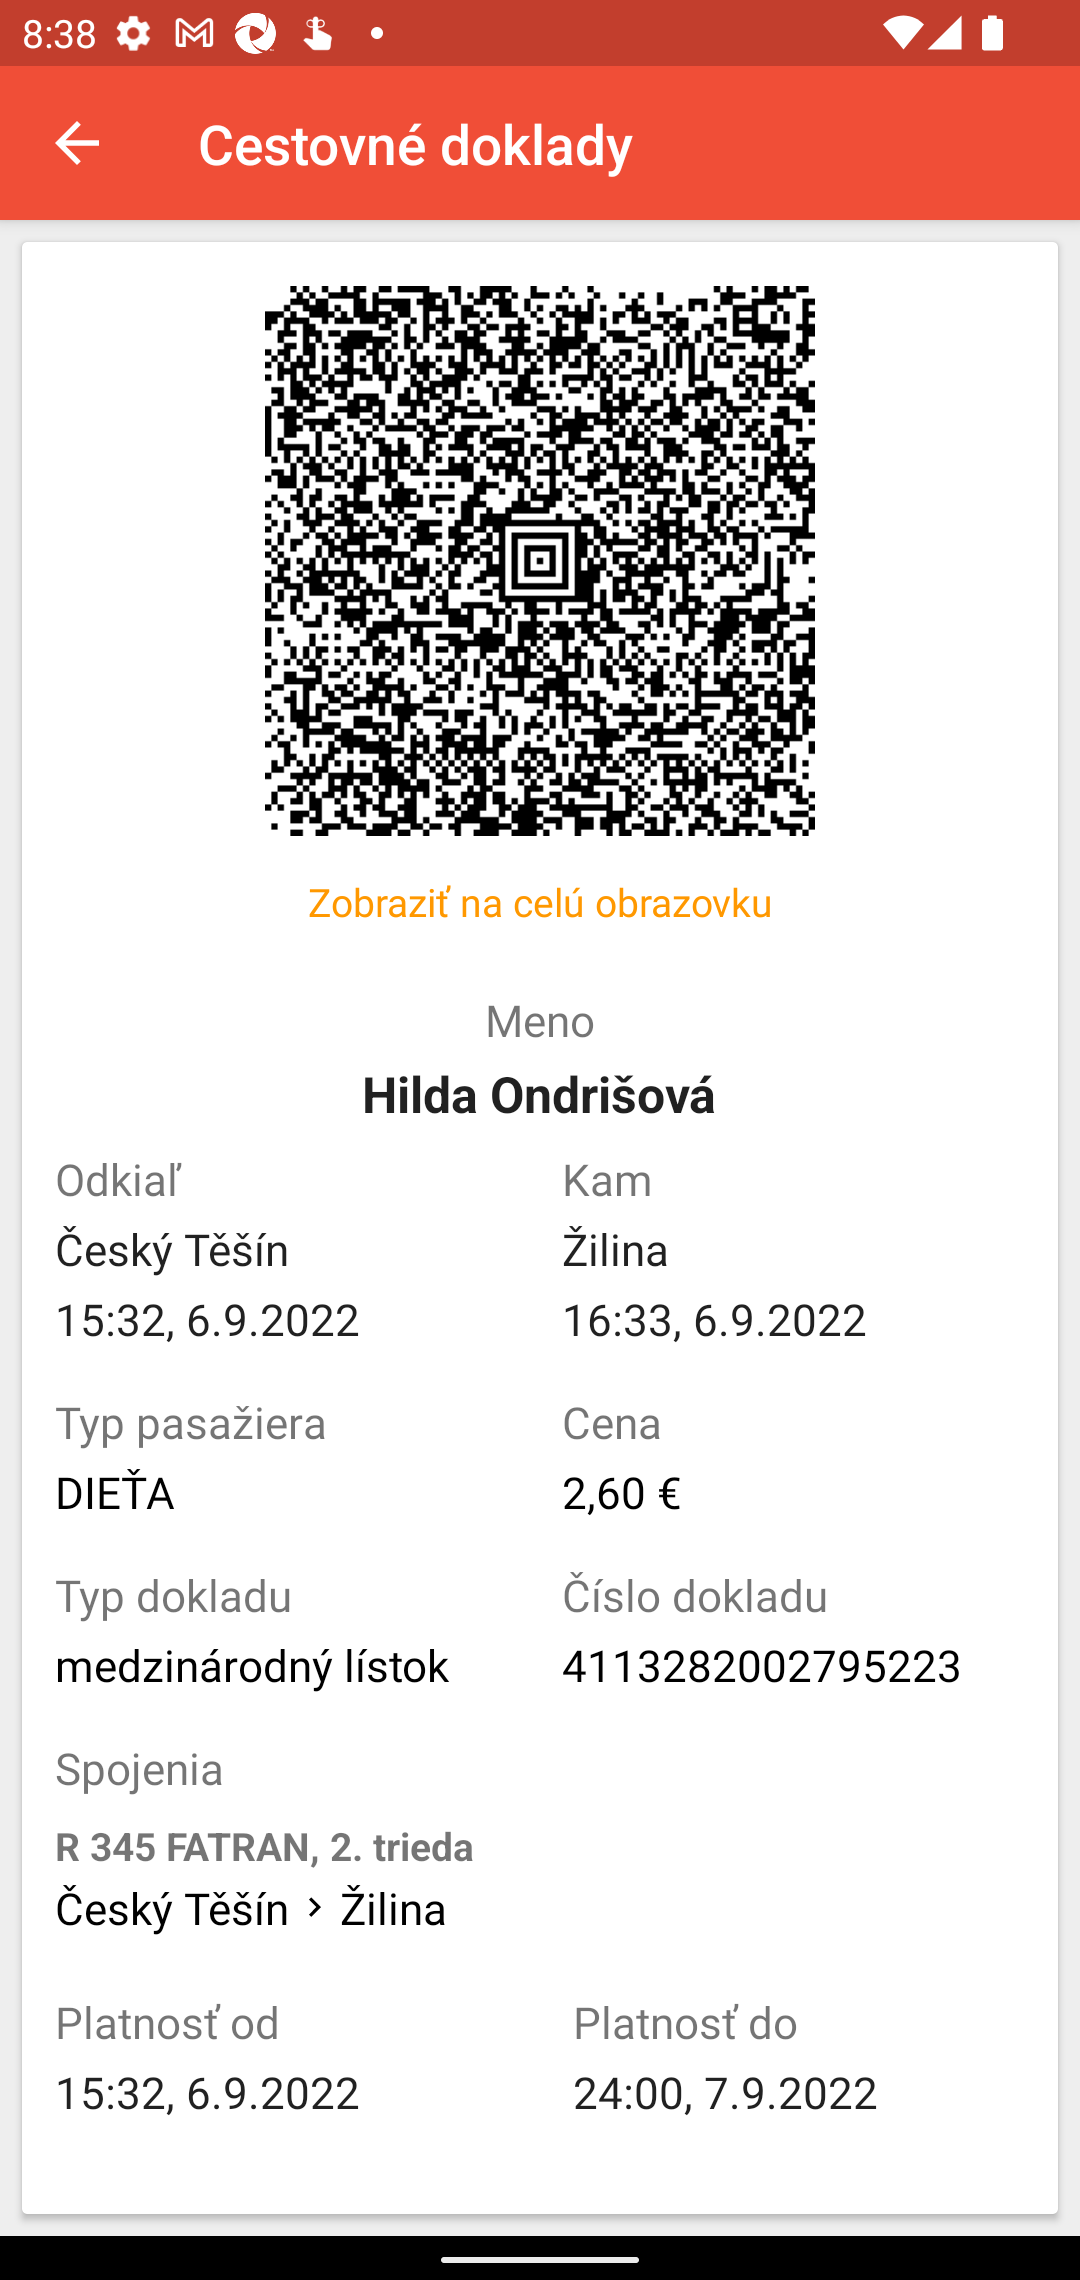 8:38
Cestovné doklady
Zobraziť na celú obrazovku
Meno
Hilda Ondrišová
Odkiaľ
Kam
Český Těšín
Žilina
15:32, 6.9.2022
16:33, 6.9.2022
Typ pasažiera
Cena
DIEŤA
2,60 €
Typ dokladu
Číslo dokladu
medzinárodný lístok
4113282002795223
Spojenia
R 345 FATRAN, 2. trieda
Český Těšín > Žilina
Platnosť od
Platnosť do
15:32, 6.9.2022
24:00, 7.9.2022